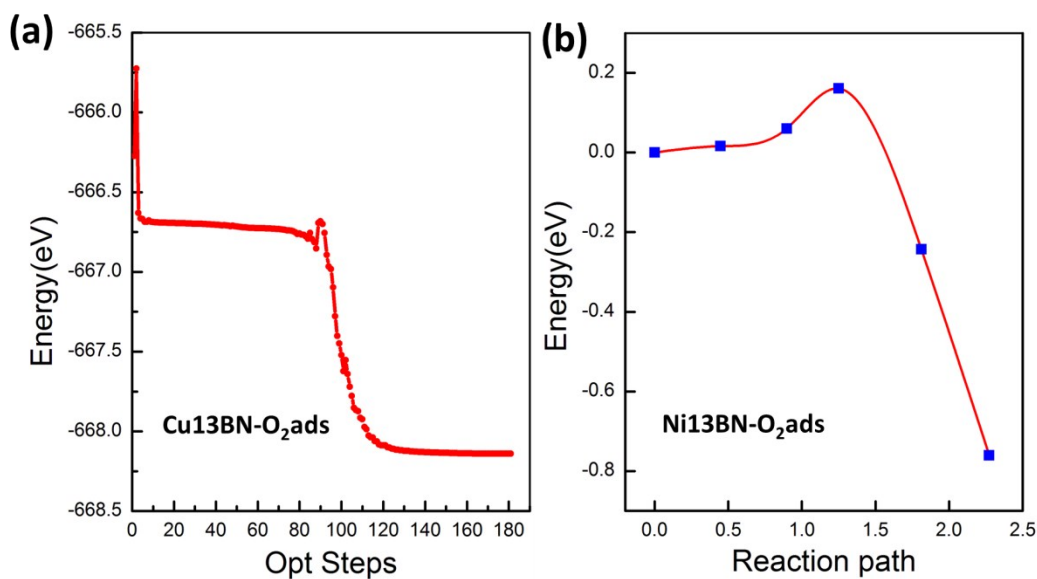 (a)
-665.5
-666.0
-666.5
-667.0
-667.5
-668.0
-668.5
Energy(eV)
Cu13BN-O₂ads
0 20 40 60 80 100 120 140 160 180
Opt Steps
(b)
0.2
0.0
-0.2
-0.4
-0.6
-0.8
Energy(eV)
Ni13BN-O₂ads
0.0 0.5 1.0 1.5 2.0 2.5
Reaction path